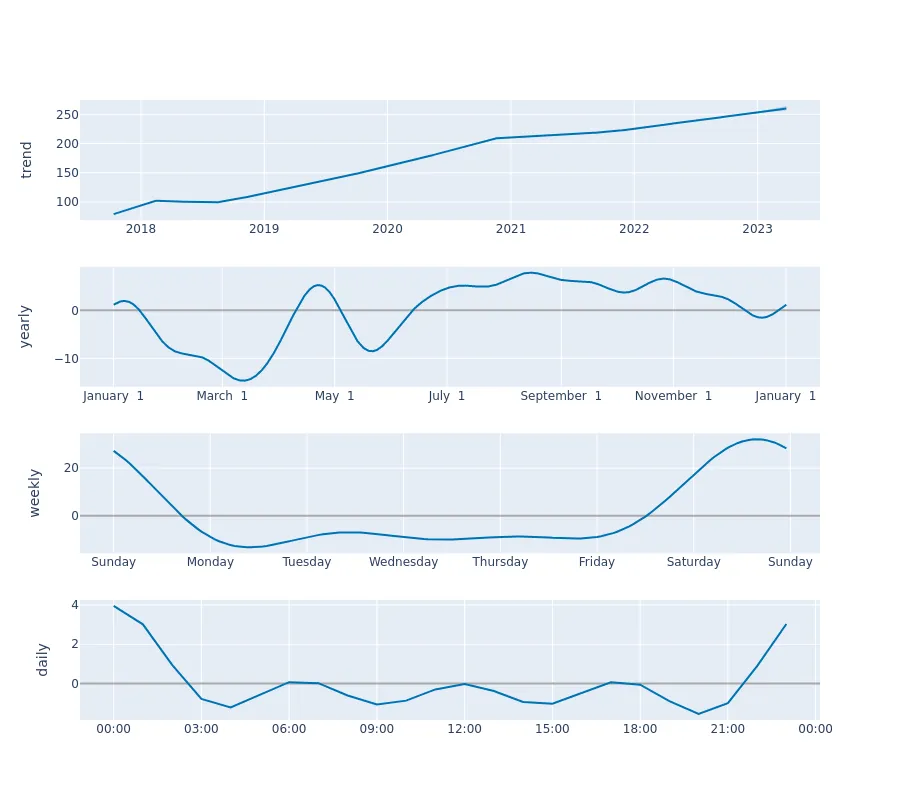 trend
250
200
150
100
2018 2019 2020 2021 2022 2023
yearly
0
−10
January 1 March 1 May 1 July 1 September 1 November 1 January 1
weekly
20
0
Sunday Monday Tuesday Wednesday Thursday Friday Saturday Sunday
daily
4
2
0
00:00 03:00 06:00 09:00 12:00 15:00 18:00 21:00 00:00